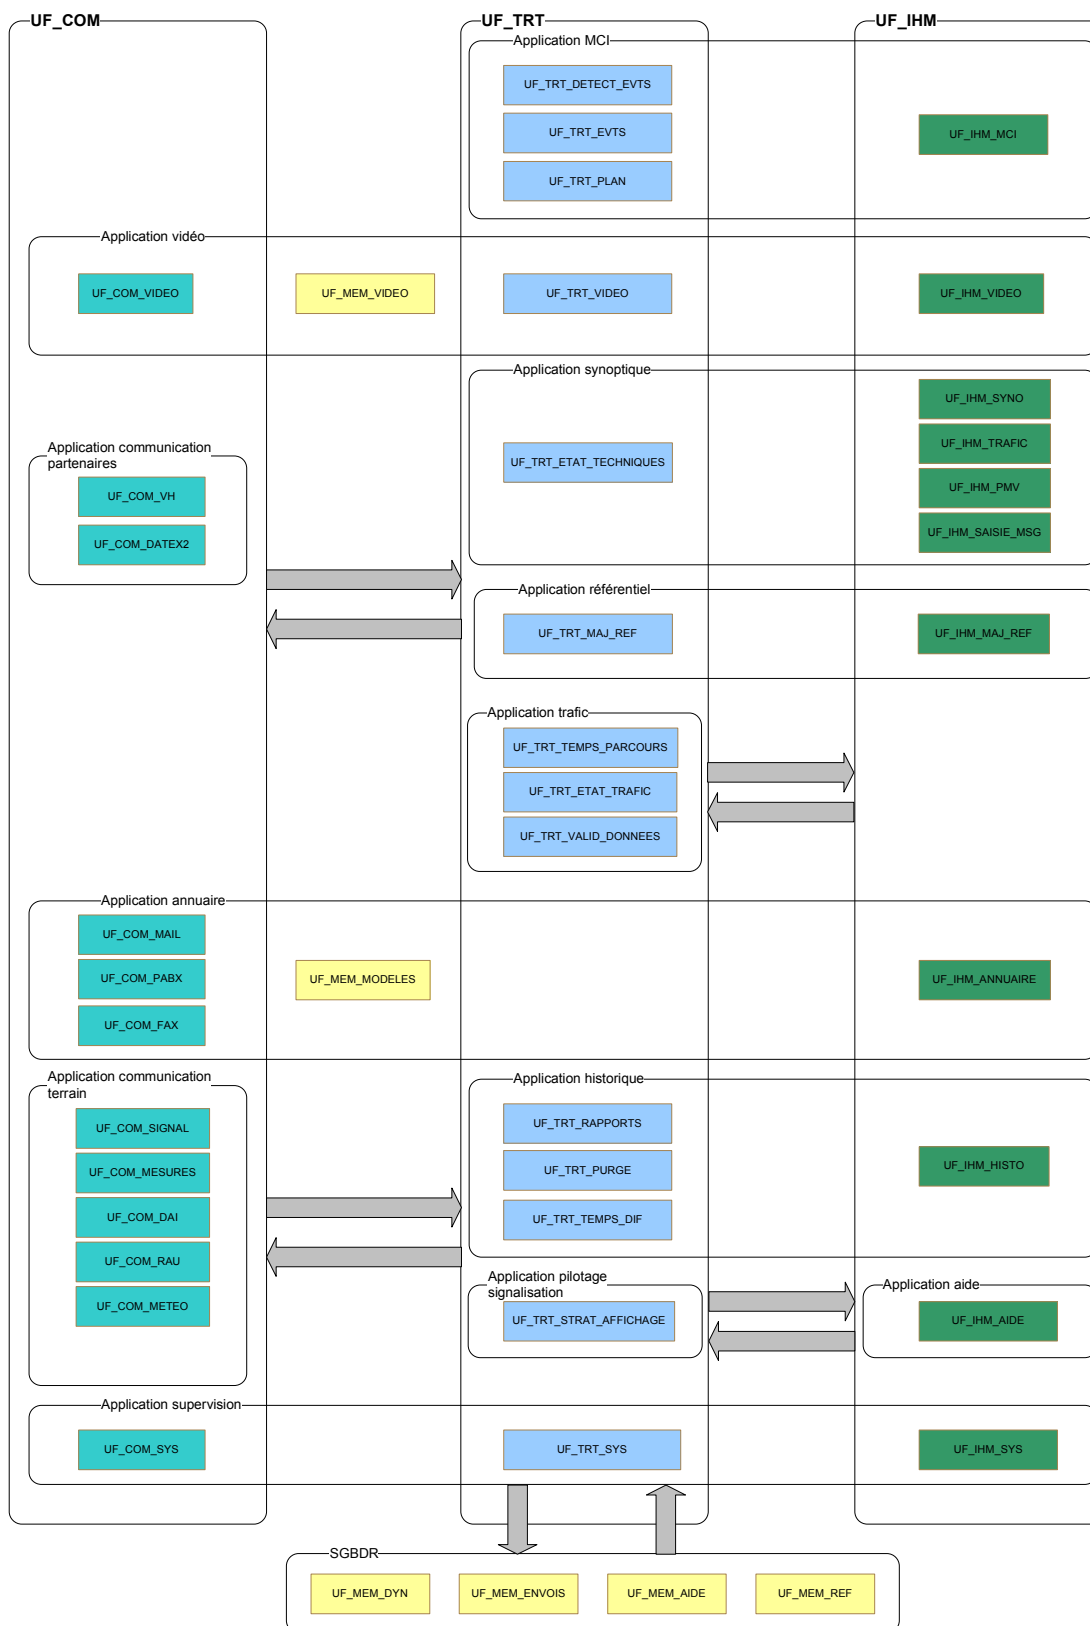 UF_COM
UF_TRT
UF_IHM
Application MCI
UF_TRT_DETECT_EVTS
UF_TRT_EVTS
UF_TRT_PLAN
UF_IHM_MCI
Application vidéo
UF_COM_VIDEO
UF_MEM_VIDEO
UF_TRT_VIDEO
UF_IHM_VIDEO
Application synoptique
UF_TRT_ETAT_TECHNIQUES
UF_IHM_SYNO
UF_IHM_TRAFIC
UF_IHM_PMV
UF_IHM_SAISIE_MSG
Application communication
partenaires
UF_COM_VH
UF_COM_DATEX2
Application référentiel
UF_TRT_MAJ_REF
UF_IHM_MAJ_REF
Application trafic
UF_TRT_TEMPS_PARCOURS
UF_TRT_ETAT_TRAFIC
UF_TRT_VALID_DONNEES
Application annuaire
UF_COM_MAIL
UF_COM_PABX
UF_COM_FAX
UF_MEM_MODELES
UF_IHM_ANNUAIRE
Application communication
terrain
UF_COM_SIGNAL
UF_COM_MESURES
UF_COM_DAI
UF_COM_RAU
UF_COM_METEO
Application historique
UF_TRT_RAPPORTS
UF_TRT_PURGE
UF_TRT_TEMPS_DIF
UF_IHM_HISTO
Application pilotage
signalisation
UF_TRT_STRAT_AFFICHAGE
Application aide
UF_IHM_AIDE
Application supervision
UF_COM_SYS
UF_TRT_SYS
UF_IHM_SYS
SGBDR
UF_MEM_DYN
UF_MEM_ENVOIS
UF_MEM_AIDE
UF_MEM_REF